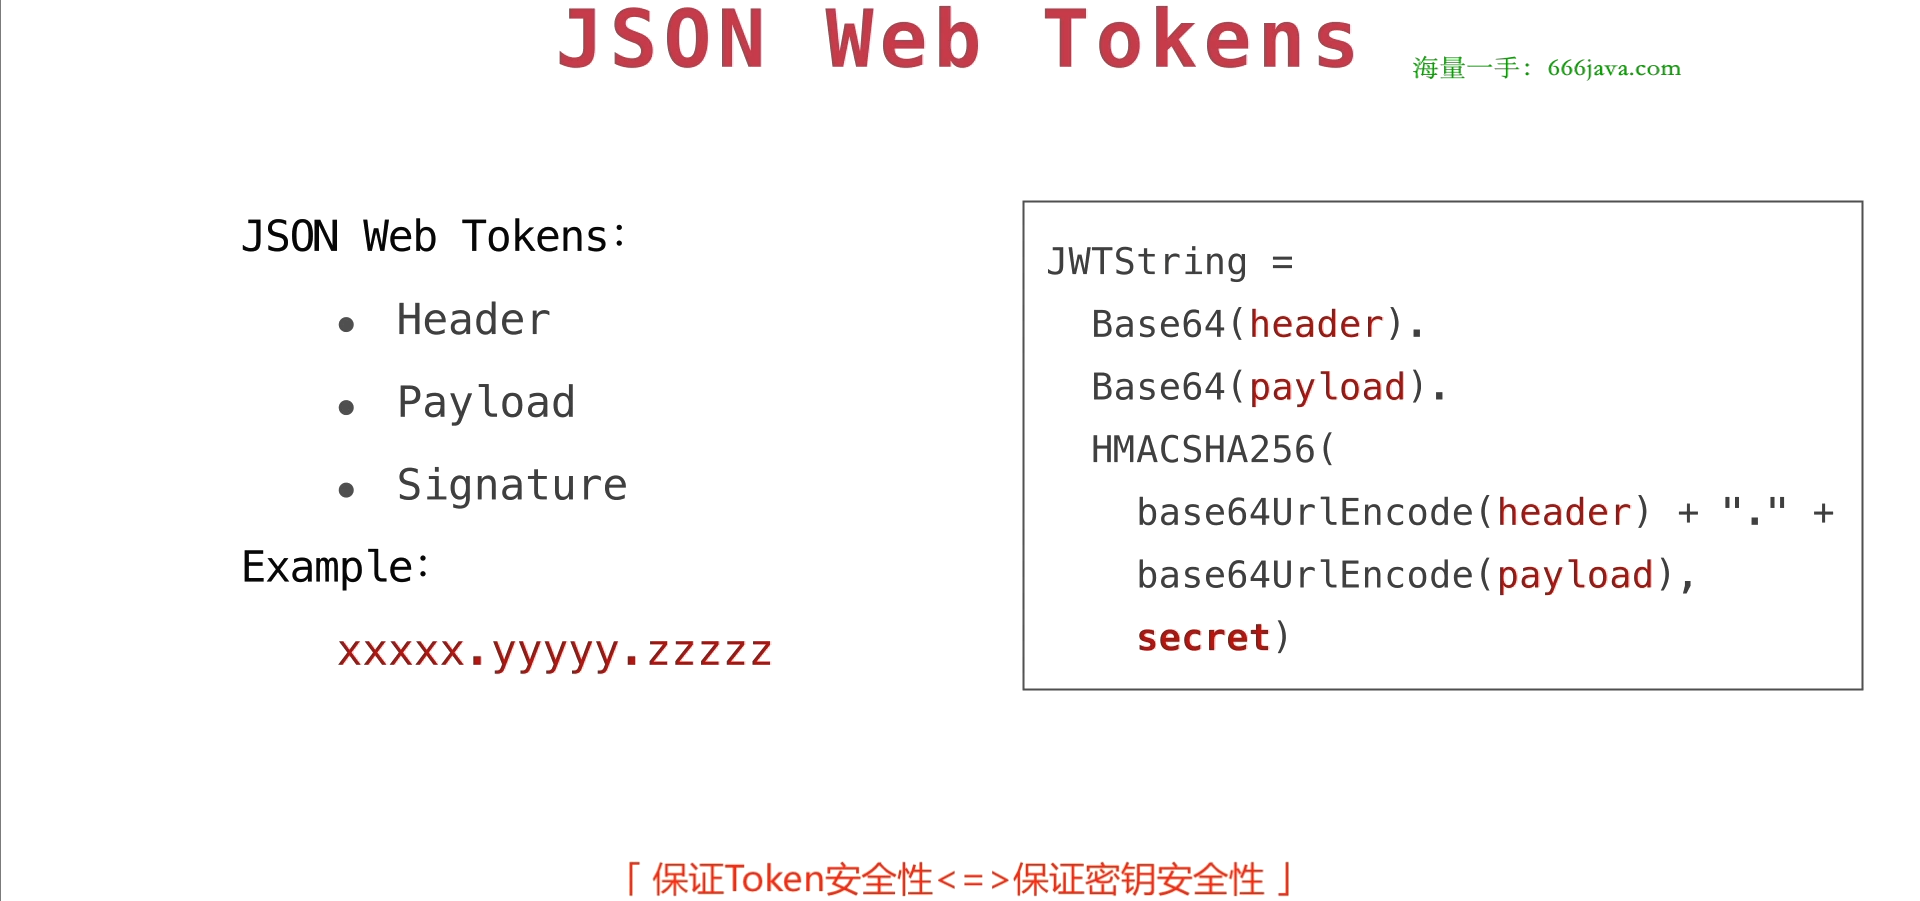 JSON Web Tokens
海量一手：666java.com
JSON Web Tokens:
• Header
• Payload
• Signature
Example:
xxxxx.yyyyy.zzzzz
JWTString =
Base64(header).
Base64(payload).
HMACSHA256(
base64UrlEncode(header) + "." +
base64UrlEncode(payload),
secret)
「 保证Token安全性<=>保证密钥安全性 」